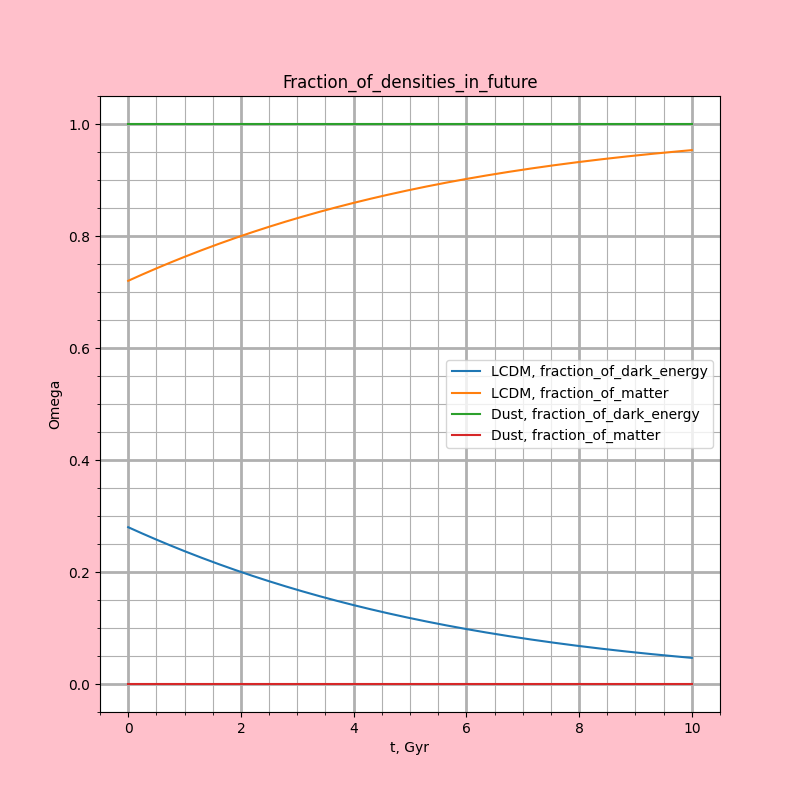 Fraction_of_densities_in_future
1.0
0.8
0.6
0.4
0.2
0.0
Omega
LCDM, fraction_of_dark_energy
LCDM, fraction_of_matter
Dust, fraction_of_dark_energy
Dust, fraction_of_matter
0 2 4 6 8 10
t, Gyr